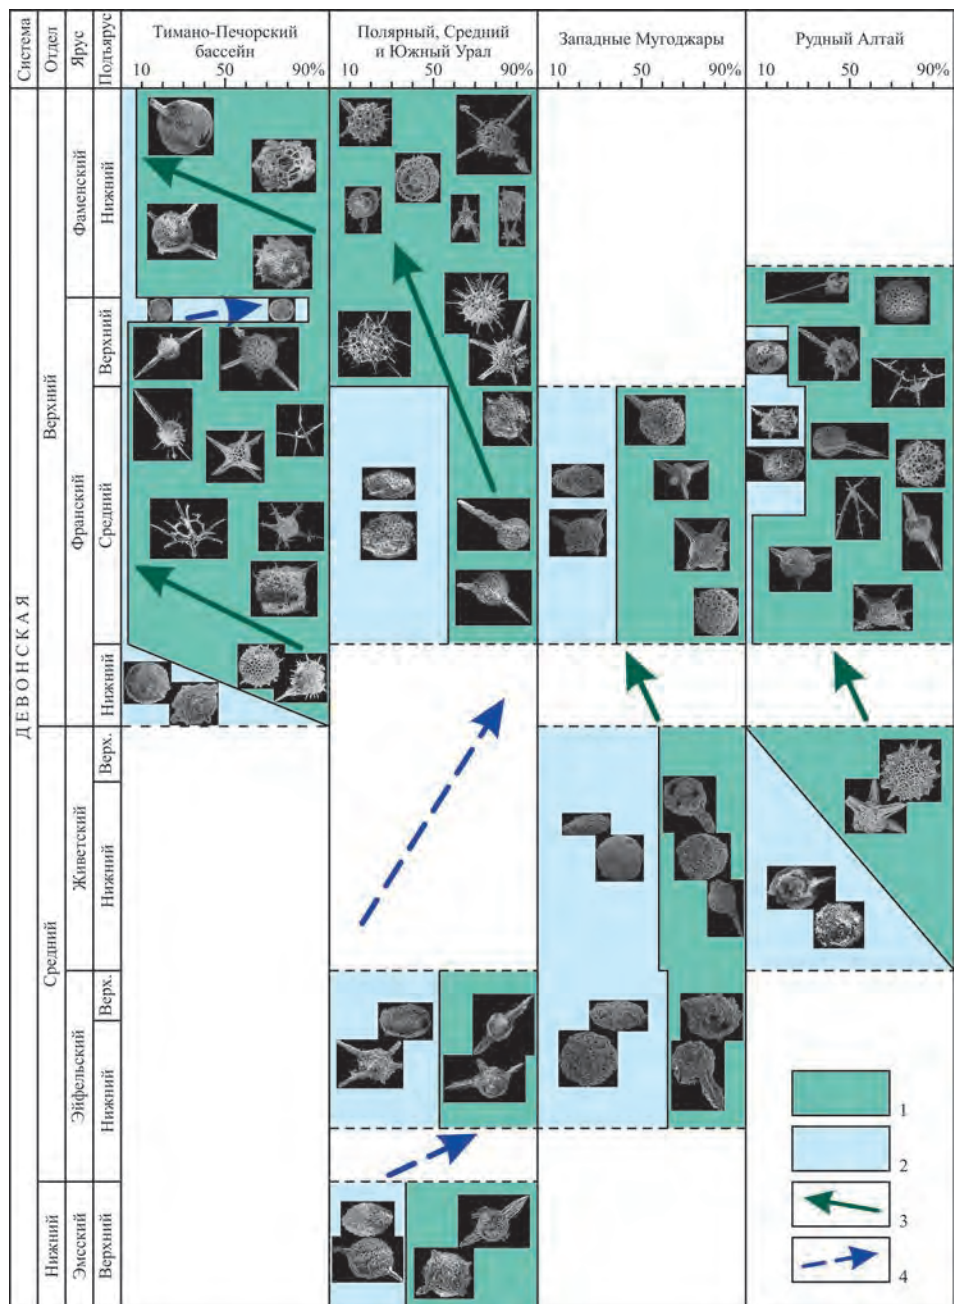 Система
Отдел
Ярус
Подъярус
Тимано-Печорский
бассейн
10 50 90%
Полярный, Средний
и Южный Урал
10 50 90%
Западные Мугоджары
10 50 90%
Рудный Алтай
10 50 90%
ДЕВОНСКАЯ
Верхний
Средний
Нижний
Фаменский
Франский
Живетский
Эйфельский
Эмсский
Нижний
Верхний
Средний
Нижний
Верх.
Нижний
Верх.
Нижний
Верхний
1
2
3
4